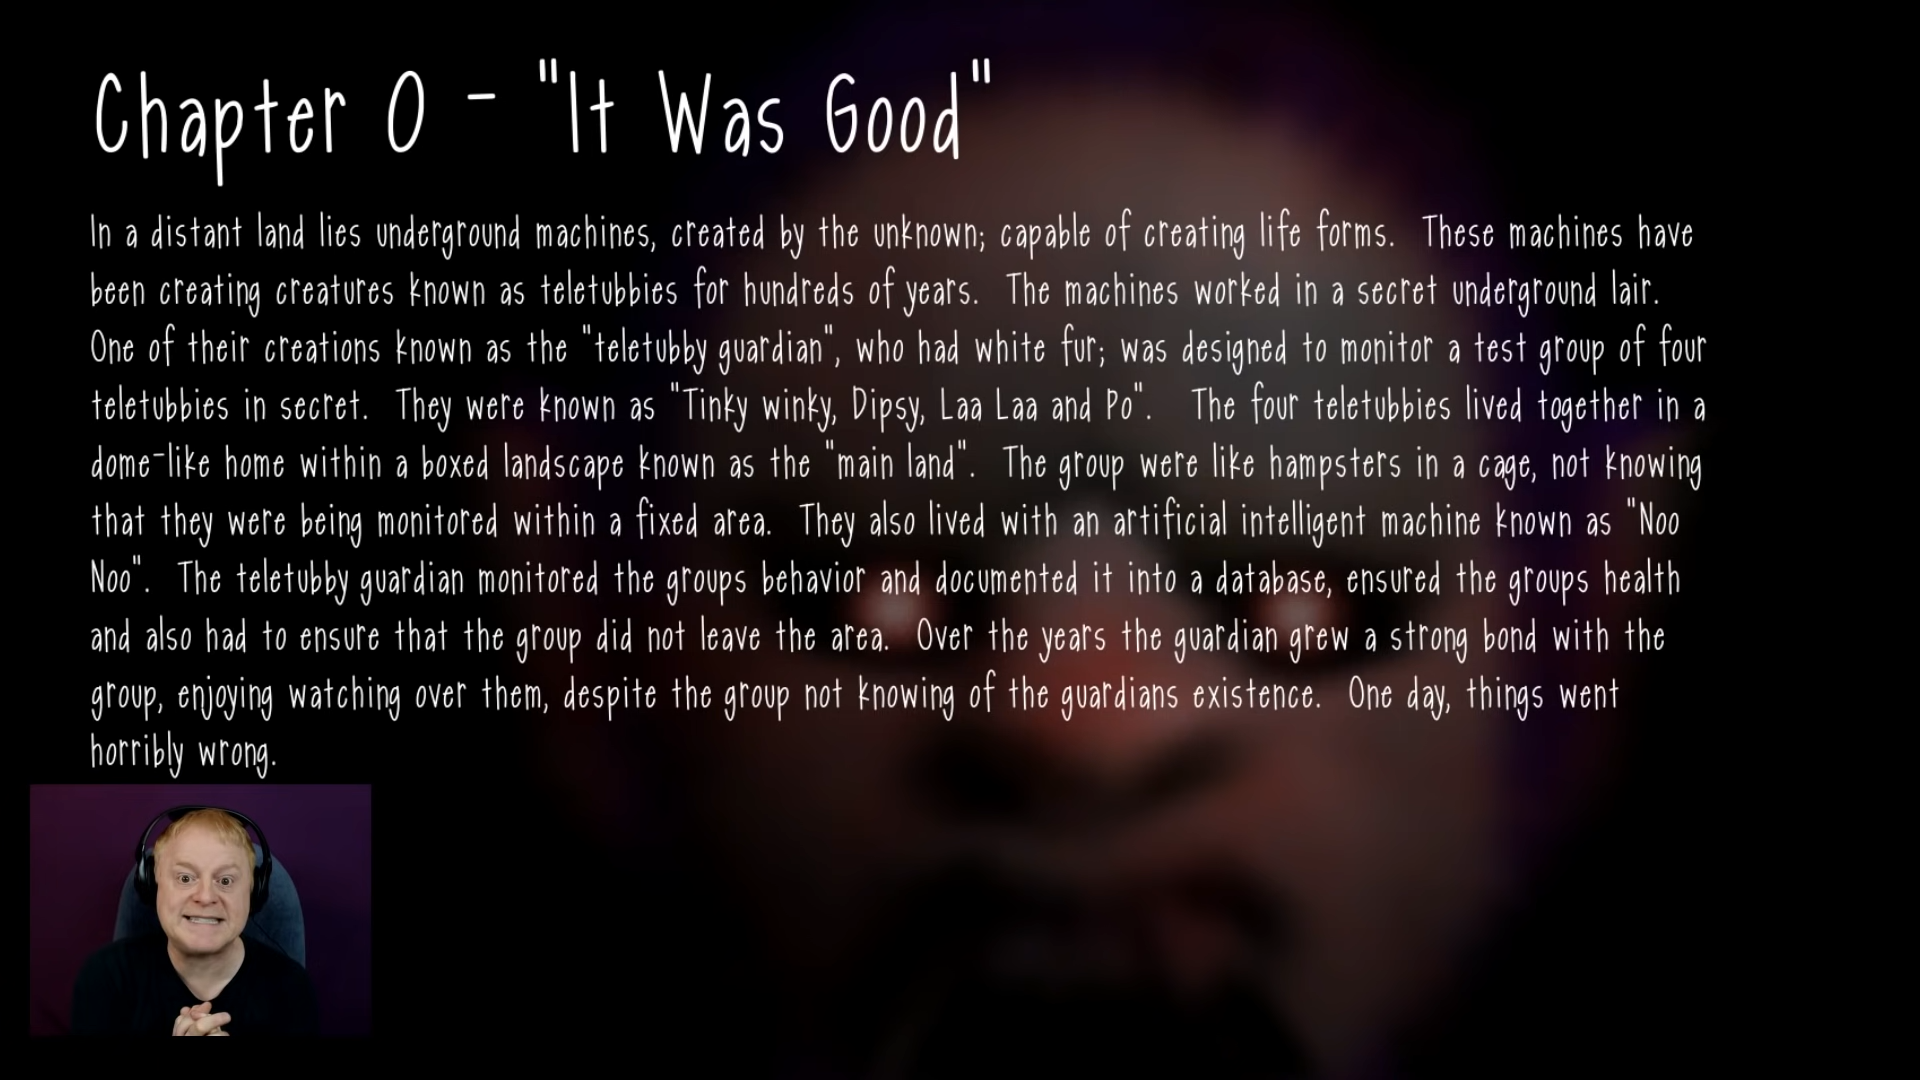 Chapter 0 - "It Was Good"
In a distant land lies underground machines, created by the unknown; capable of creating life forms. These machines have
been creating creatures known as teletubbies for hundreds of years. The machines worked in a secret underground lair.
One of their creations known as the "teletubby guardian", who had white fur; was designed to monitor a test group of four
teletubbies in secret. They were known as "Tinky winky, Dipsy, Laa Laa and Po". The four teletubbies lived together in a
dome-like home within a boxed landscape known as the "main land". The group were like hampsters in a cage, not knowing
that they were being monitored within a fixed area. They also lived with an artificial intelligent machine known as "Noo
Noo". The teletubby guardian monitored the groups behavior and documented it into a database, ensured the groups health
and also had to ensure that the group did not leave the area. Over the years the guardian grew a strong bond with the
group, enjoying watching over them, despite the group not knowing of the guardians existence. One day, things went
horribly wrong.